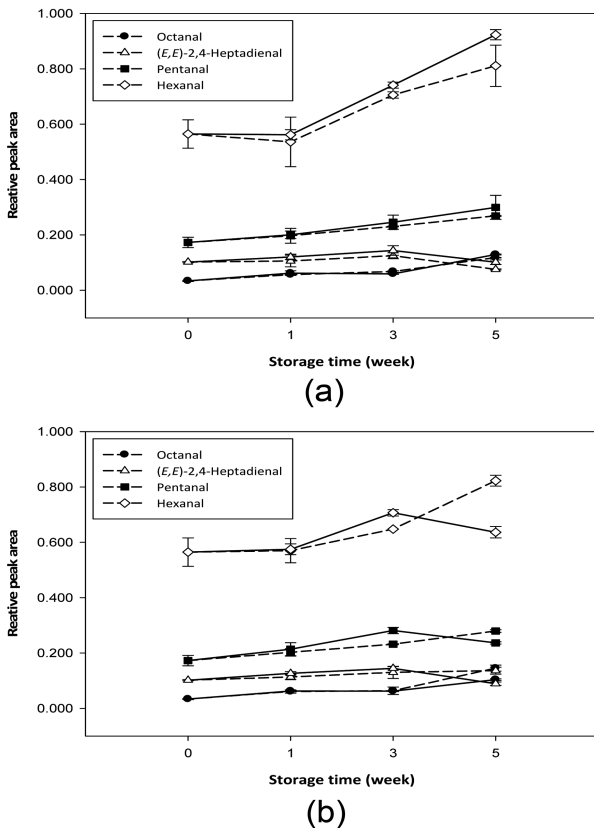 1.000
0.800
0.600
0.400
0.200
0.000
Reative peak area
Octanal
(E,E)-2,4-Heptadienal
Pentanal
Hexanal
0 1 3 5
Storage time (week)
(a)
1.000
0.800
0.600
0.400
0.200
0.000
Reative peak area
Octanal
(E,E)-2,4-Heptadienal
Pentanal
Hexanal
0 1 3 5
Storage time (week)
(b)